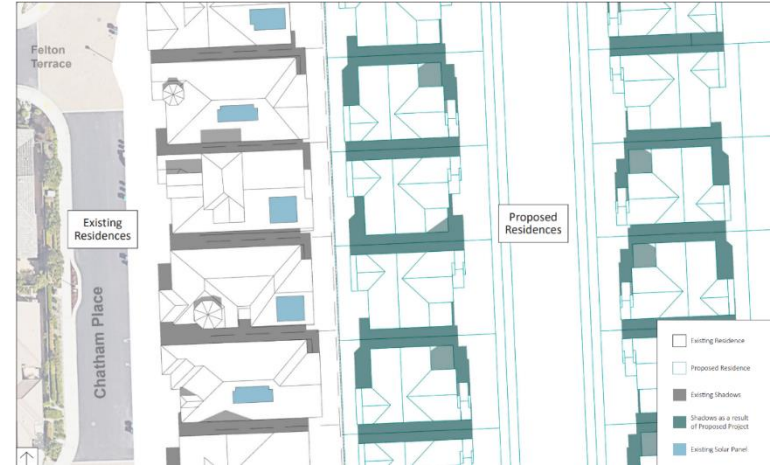 Felton
Terrace
Existing
Residences
Proposed
Residences
Chatham Place
Existing Residence
Proposed Residence
Existing Shadows
Shadows as a result
of Proposed Project
Existing Solar Panel